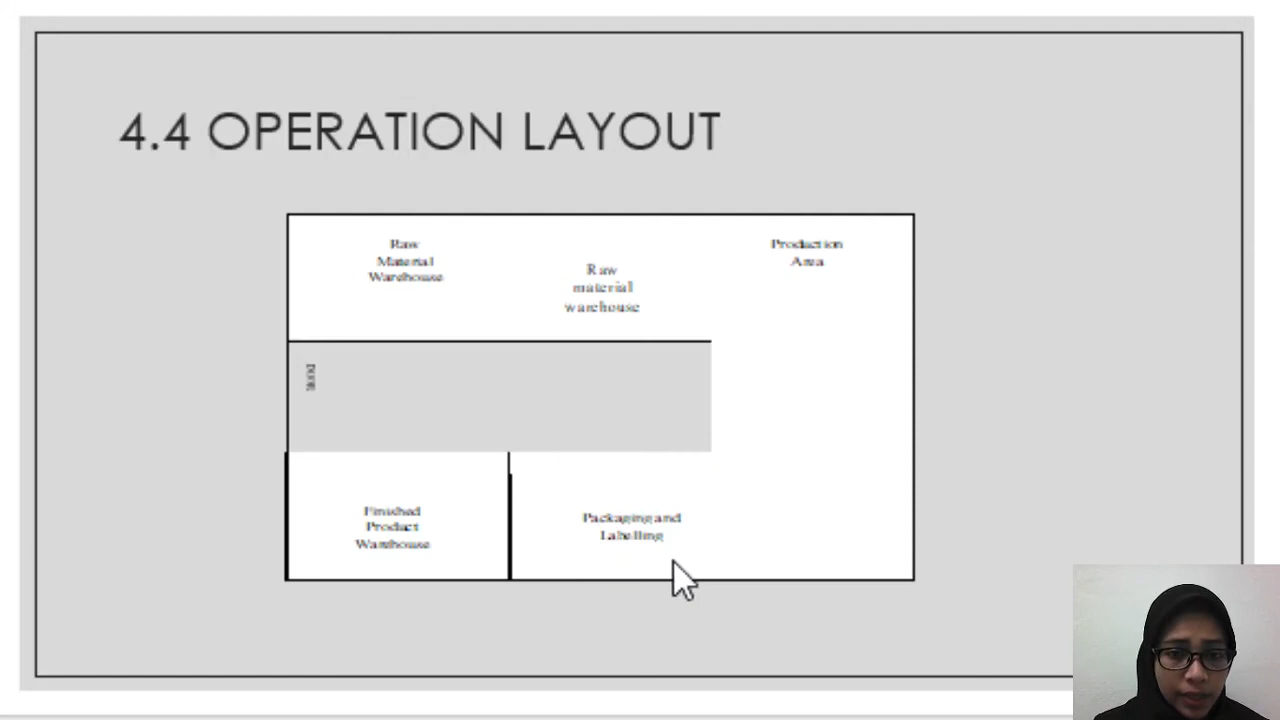 4.4 OPERATION LAYOUT
Raw
Material
Warehouse
Raw
material
warehouse
Production
Area
Finished
Product
Warehouse
Packaging and
Labelling